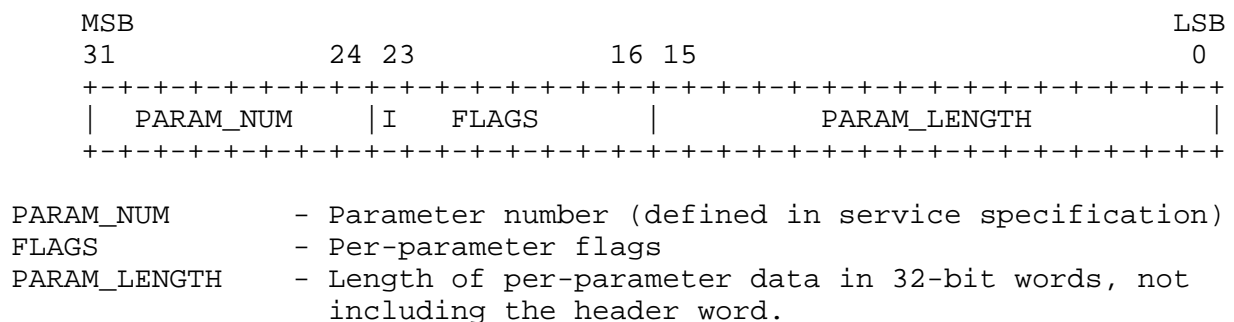 MSB                                                          LSB
31             24 23           16 15                          0
+-+-+-+-+-+-+-+-+-+-+-+-+-+-+-+-+-+-+-+-+-+-+-+-+-+-+-+-+-+-+-+-+
|  PARAM_NUM    |I   FLAGS      |         PARAM_LENGTH          |
+-+-+-+-+-+-+-+-+-+-+-+-+-+-+-+-+-+-+-+-+-+-+-+-+-+-+-+-+-+-+-+-+
PARAM_NUM - Parameter number (defined in service specification)
FLAGS - Per-parameter flags
PARAM_LENGTH - Length of per-parameter data in 32-bit words, not
including the header word.